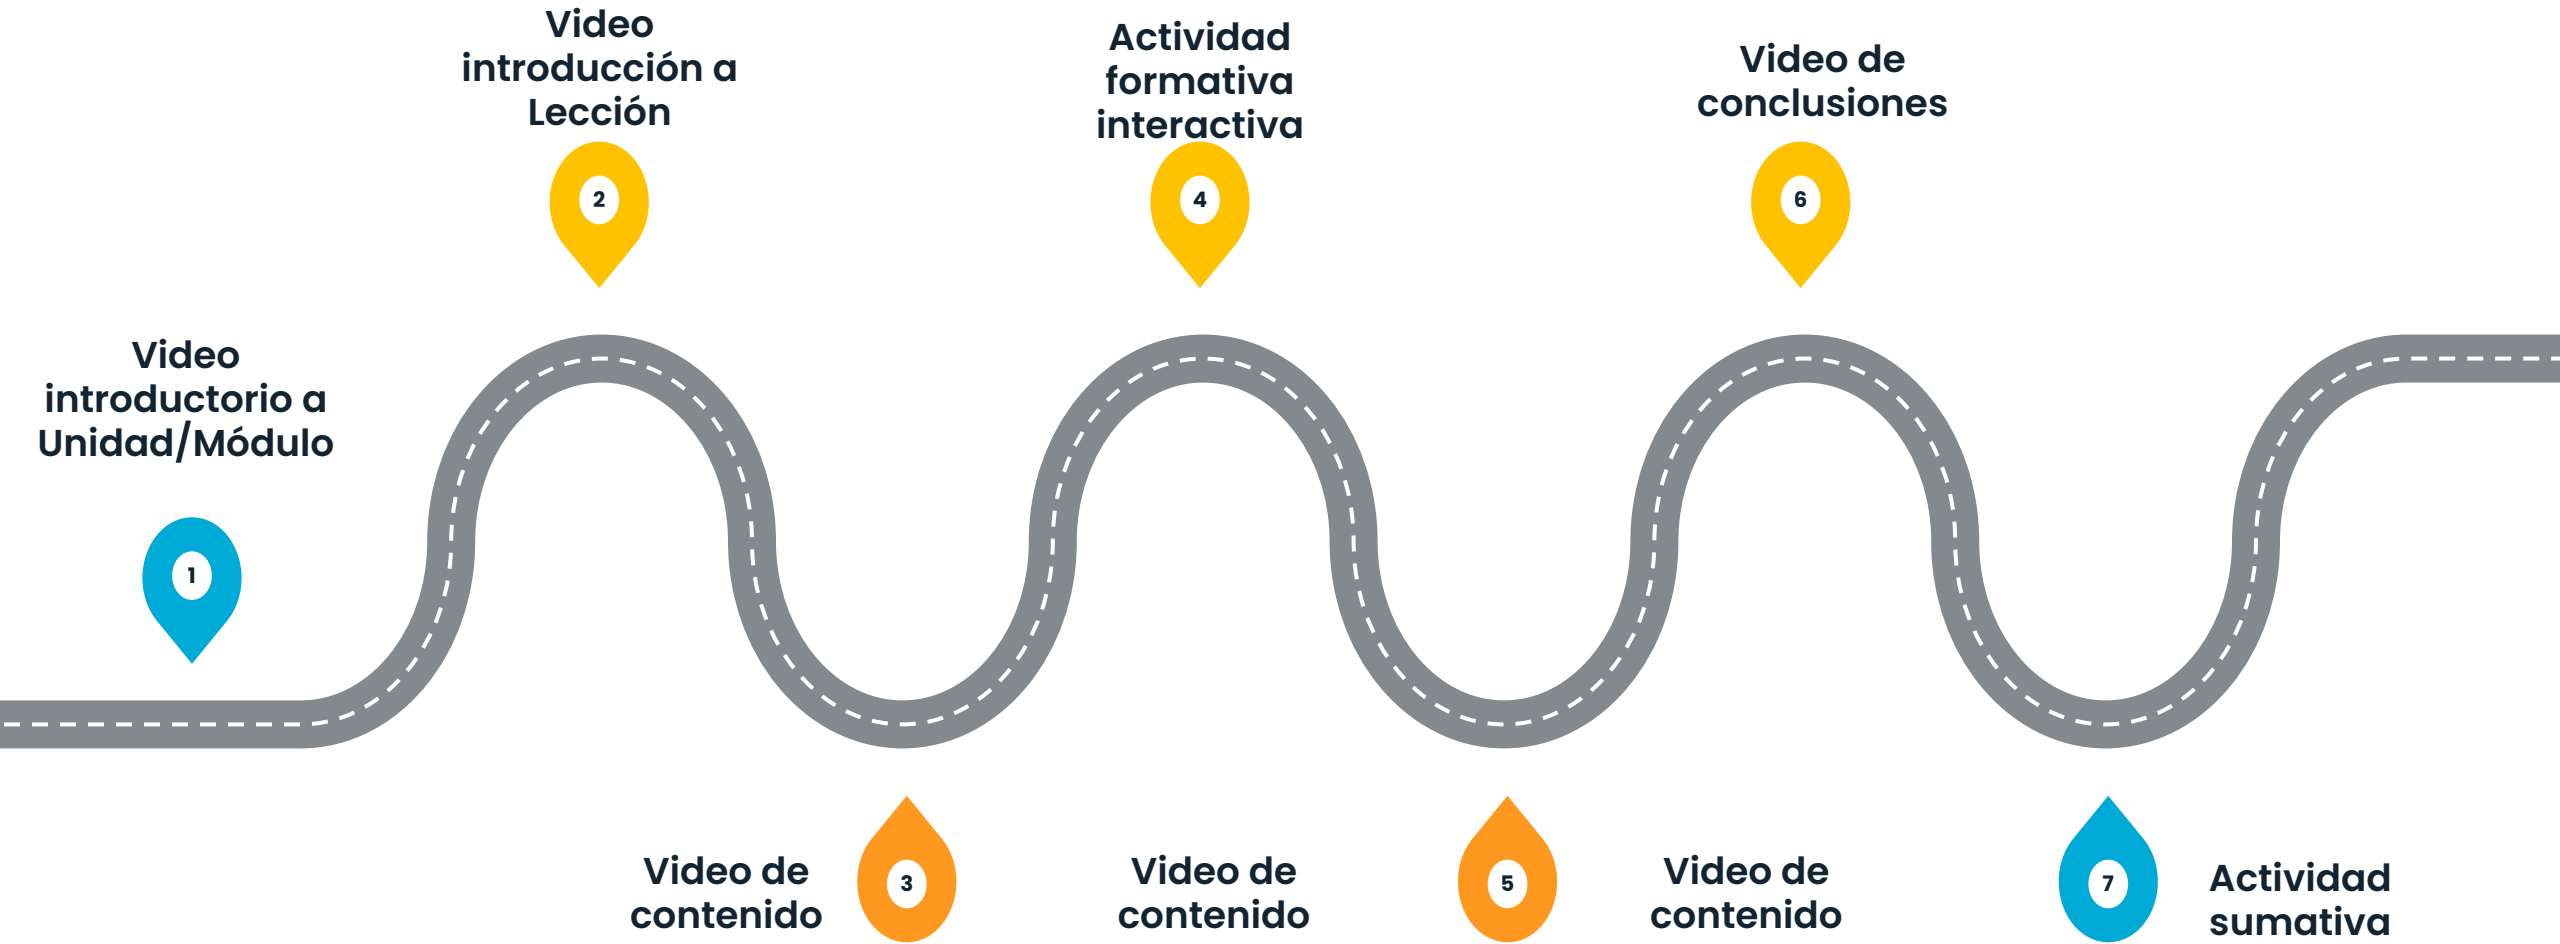 Video
introducción a
Lección
2
Actividad
formativa
interactiva
4
Video de
conclusiones
6
Video
introductorio a
Unidad/Módulo
1
Video de
contenido
3
Video de
contenido
5
Video de
contenido
7
Actividad
sumativa